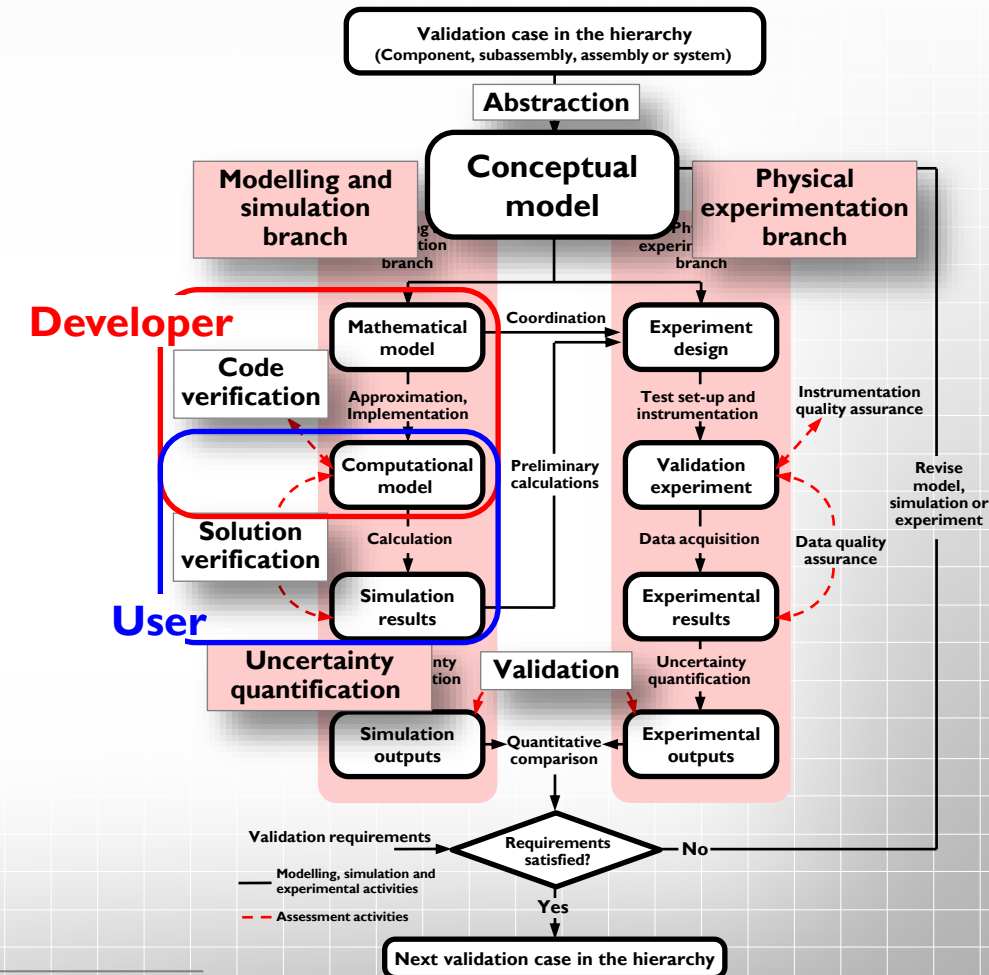 Validation case in the hierarchy
(Component, subassembly, assembly or system)
Abstraction
Conceptual
model
Modelling and
simulation
branch
Physical
experimentation
branch
branch
branch
Developer
Mathematical
model
Coordination
Experiment
design
Code
verification
Approximation,
Implementation
Test set-up and
instrumentation
Instrumentation
quality assurance
Computational
model
Preliminary
calculations
Validation
experiment
Revise
model,
simulation or
experiment
Solution
verification
Calculation
Data acquisition
Data quality
assurance
User
Simulation
results
Experimental
results
Uncertainty
quantification
Validation
Uncertainty
quantification
Simulation
outputs
Quantitative
comparison
Experimental
outputs
Validation requirements
Requirements
satisfied?
No
Modelling, simulation and
experimental activities
Assessment activities
Yes
Next validation case in the hierarchy